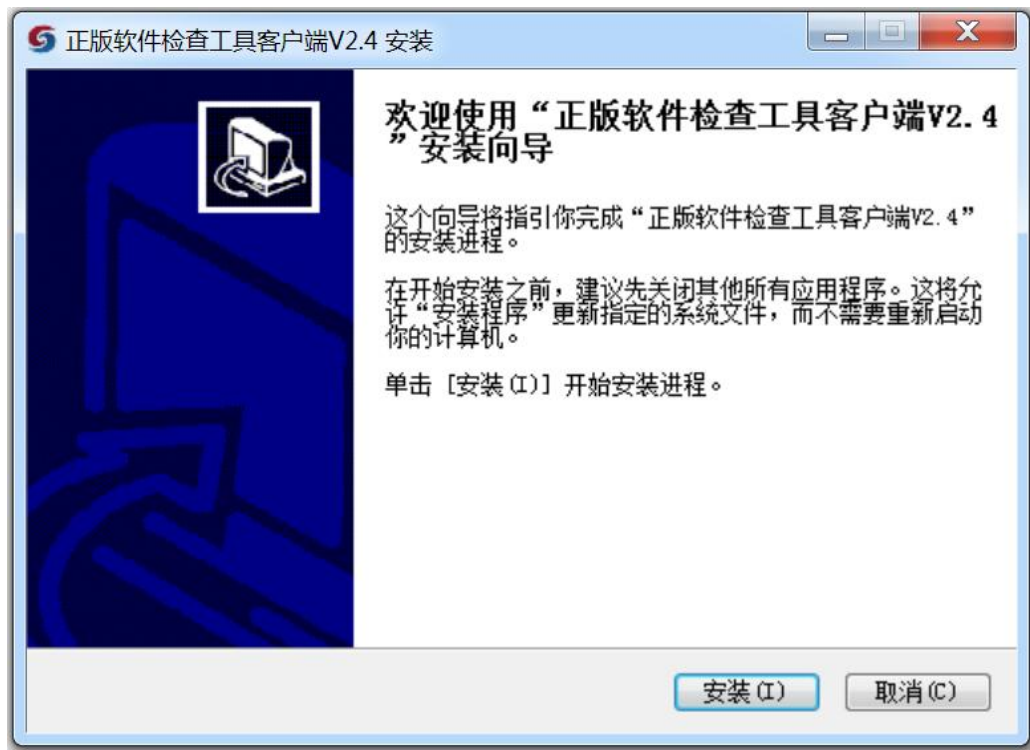 正版软件检查工具客户端V2.4 安装
欢迎使用“正版软件检查工具客户端V2.4
”安装向导
这个向导将指引你完成“正版软件检查工具客户端V2.4”
的安装进程。
在开始安装之前，建议先关闭其他所有应用程序。这将允
许“安装程序”更新指定的系统文件，而不需要重新启动
你的计算机。
单击 [安装(I)] 开始安装进程。
安装(I)
取消(C)